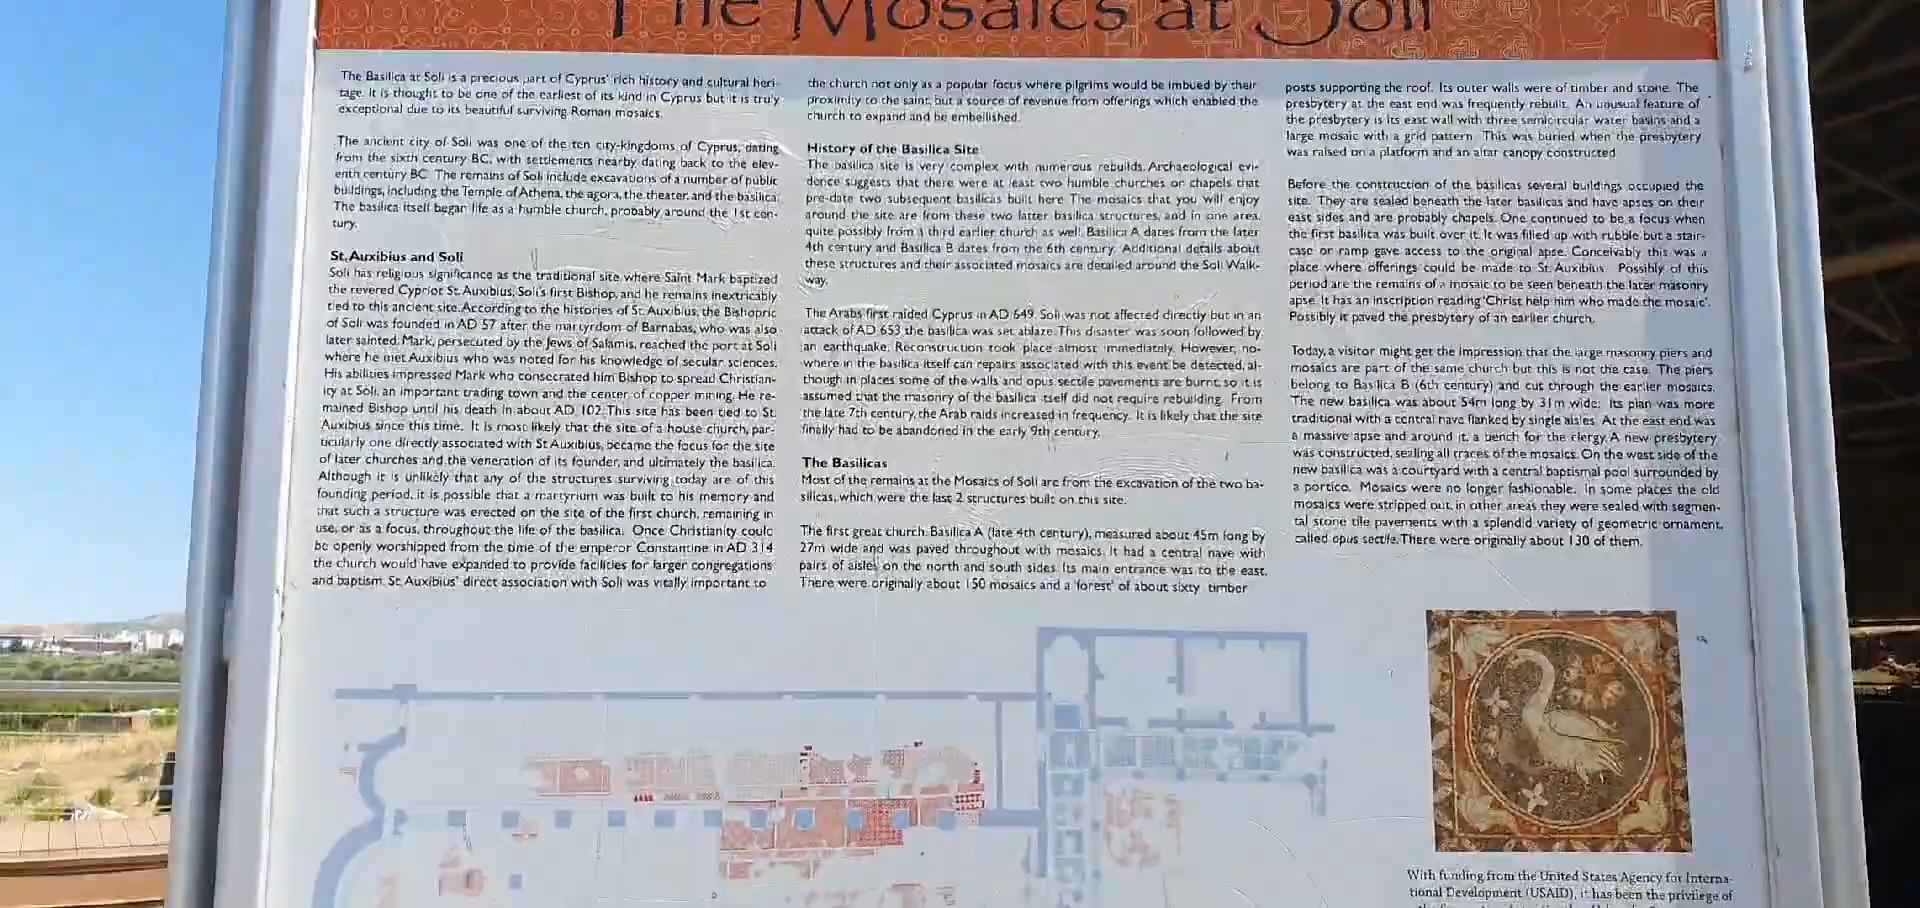 The Mosaics at Soli
The Basilica at Soli is a precious part of Cyprus' rich history and cultural heri-
tage. It is thought to be one of the earliest of its kind in Cyprus but it is truly
exceptional due to its beautiful surviving Roman mosaics.
The ancient city of Soli was one of the ten city-kingdoms of Cyprus, dating
from the sixth century BC, with settlements nearby dating back to the elev-
enth century BC. The remains of Soli include excavations of a number of public
buildings, including the Temple of Athena, the agora, the theater, and the basilica.
The basilica itself began life as a humble church, probably around the 1st cen-
tury.
St. Auxibius and Soli
Soli has religious significance as the traditional site where Saint Mark baptized
the revered Cypriot St. Auxibius, Soli's first Bishop, and he remains inextricably
tied to this ancient site. According to the histories of St. Auxibius, the Bishopric
of Soli was founded in AD 57 after the martyrdom of Barnabas, who was also
later sainted. Mark, persecuted by the Jews of Salamis, reached the port at Soli
where he met Auxibius who was noted for his knowledge of secular sciences.
His abilities impressed Mark who consecrated him Bishop to spread Christian-
ity at Soli, an important trading town and the center of copper mining. He re-
mained Bishop until his death in about AD 102. This site has been tied to St.
Auxibius since this time. It is most likely that the site of a house church, par-
ticularly one directly associated with St Auxibius, became the focus for the site
of later churches and the veneration of its founder, and ultimately the basilica.
Although it is unlikely that any of the structures surviving today are of this
founding period, it is possible that a martyrium was built to his memory and
that such a structure was erected on the site of the first church, remaining in
use, or as a focus, throughout the life of the basilica. Once Christianity could
be openly worshipped from the time of the emperor Constantine in AD 314
the church would have expanded to provide facilities for larger congregations
and baptism. St. Auxibius' direct association with Soli was vitally important to
the church not only as a popular focus where pilgrims would be imbued by their
proximity to the saint, but a source of revenue from offerings which enabled the
church to expand and be embellished.
History of the Basilica Site
The basilica site is very complex with numerous rebuilds. Archaeological evi-
dence suggests that there were at least two humble churches or chapels that
pre-date two subsequent basilicas built here. The mosaics that you will enjoy
around the site are from these two latter basilica structures, and in one area,
quite possibly from a third earlier church as well. Basilica A dates from the later
4th century and Basilica B dates from the 6th century. Additional details about
these structures and their associated mosaics are detailed around the Soli Walk-
way.
The Arabs first raided Cyprus in AD 649. Soli was not affected directly but in an
attack of AD 653 the basilica was set ablaze. This disaster was soon followed by
an earthquake. Reconstruction took place almost immediately. However, no-
where in the basilica itself can repairs associated with this event be detected, al-
though in places some of the walls and opus sectile pavements are burnt, so it is
assumed that the masonry of the basilica itself did not require rebuilding. From
the late 7th century, the Arab raids increased in frequency. It is likely that the site
finally had to be abandoned in the early 9th century.
The Basilicas
Most of the remains at the Mosaics of Soli are from the excavation of the two ba-
silicas, which were the last 2 structures built on this site.
The first great church, Basilica A (late 4th century), measured about 45m long by
27m wide and was paved throughout with mosaics. It had a central nave with
pairs of aisles on the north and south sides. Its main entrance was to the east.
There were originally about 150 mosaics and a 'forest' of about sixty timber
posts supporting the roof. Its outer walls were of timber and stone. The
presbytery at the east end was frequently rebuilt. An unusual feature of
the presbytery is its east wall with three semicircular water basins and a
large mosaic with a grid pattern. This was buried when the presbytery
was raised on a platform and an altar canopy constructed.
Before the construction of the basilicas several buildings occupied the
site. They are sealed beneath the later basilicas and have apses on their
east sides and are probably chapels. One continued to be a focus when
the first basilica was built over it. It was filled up with rubble but a stair-
case or ramp gave access to the original apse. Conceivably this was a
place where offerings could be made to St. Auxibius. Possibly of this
period are the remains of a mosaic to be seen beneath the later masonry
apse. It has an inscription reading 'Christ help him who made the mosaic'.
Possibly it paved the presbytery of an earlier church.
Today, a visitor might get the impression that the large masonry piers and
mosaics are part of the same church but this is not the case. The piers
belong to Basilica B (6th century) and cut through the earlier mosaics.
The new basilica was about 54m long by 31m wide. Its plan was more
traditional with a central nave flanked by single aisles. At the east end was
a massive apse and around it, a bench for the clergy. A new presbytery
was constructed, sealing all traces of the mosaics. On the west side of the
new basilica was a courtyard with a central baptismal pool surrounded by
a portico. Mosaics were no longer fashionable. In some places the old
mosaics were stripped out, in other areas they were sealed with segmen-
tal stone tile pavements with a splendid variety of geometric ornament,
called opus sectile. There were originally about 130 of them.
With funding from the United States Agency for Interna-
tional Development (USAID), it has been the privilege of